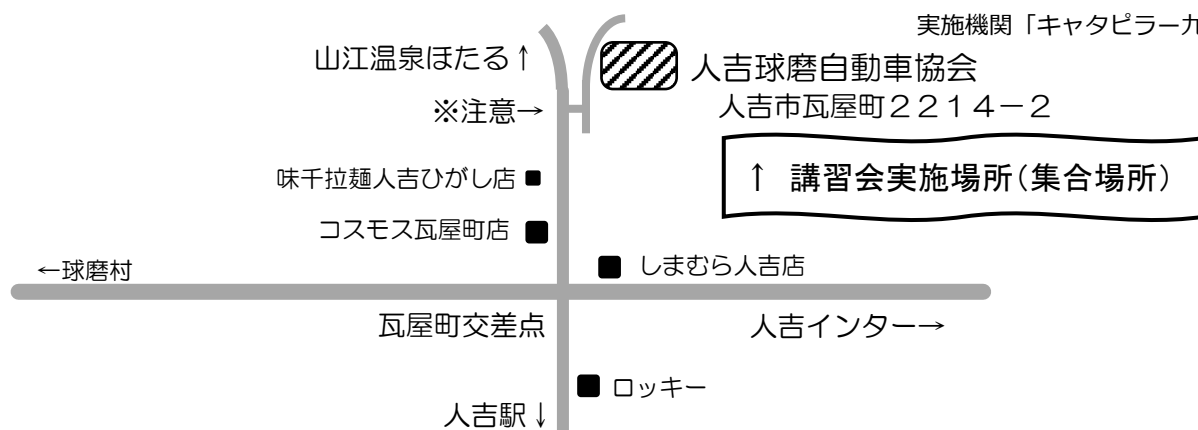 実施機関「キャタピラー九
山江温泉ほたる↑
人吉球磨自動車協会
※注意→
人吉市瓦屋町２２１４－２
↑ 講習会実施場所(集合場所)
味千拉麺人吉ひがし店
コスモス瓦屋町店
しまむら人吉店
←球磨村
瓦屋町交差点
人吉インター→
ロッキー
人吉駅↓